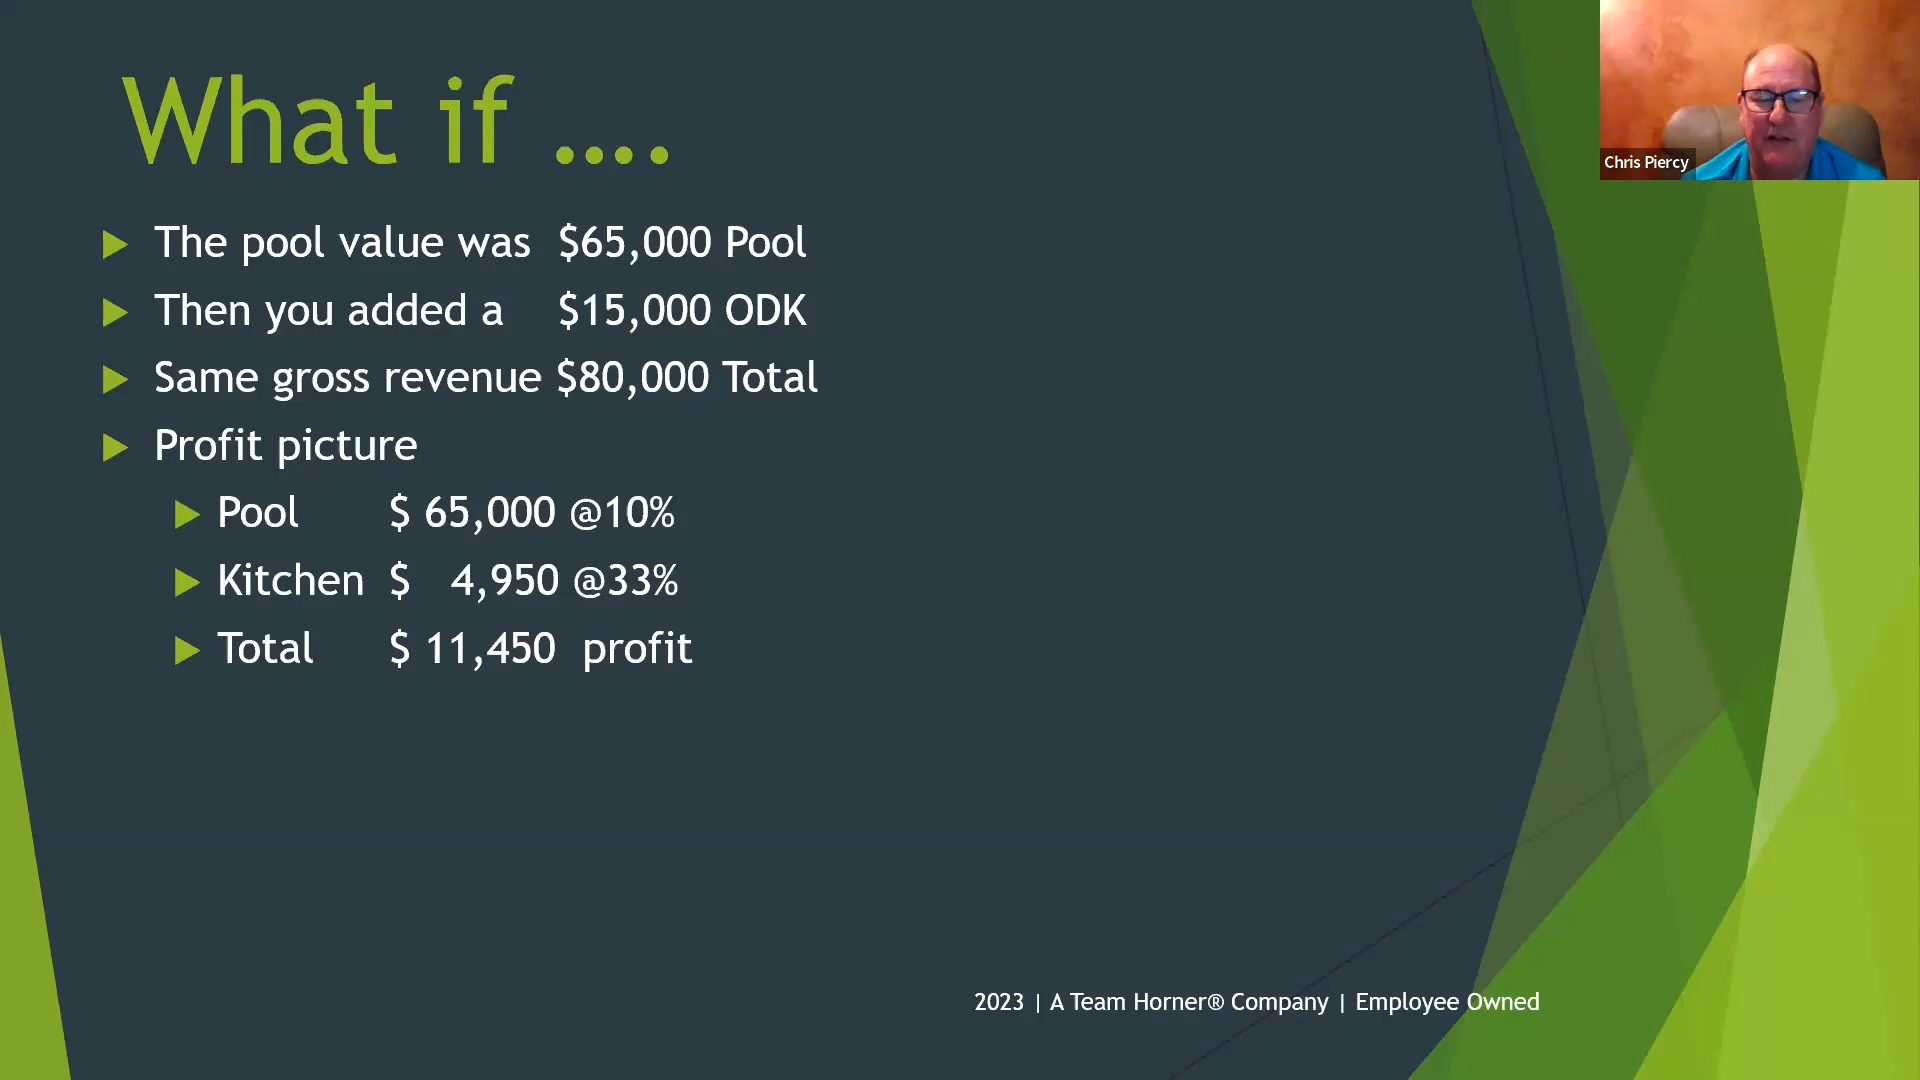 What if ....
The pool value was $65,000 Pool
Then you added a $15,000 ODK
Same gross revenue $80,000 Total
Profit picture
Pool $ 65,000 @10%
Kitchen $ 4,950 @33%
Total $ 11,450 profit
Chris Piercy
2023 | A Team Horner® Company | Employee Owned